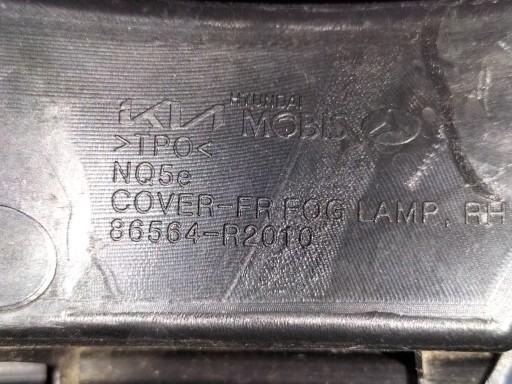 KIA HYUNDAI MOBIS
>TPO<
NQ5e
COVER-FR FOG LAMP, RH
86564-R2010